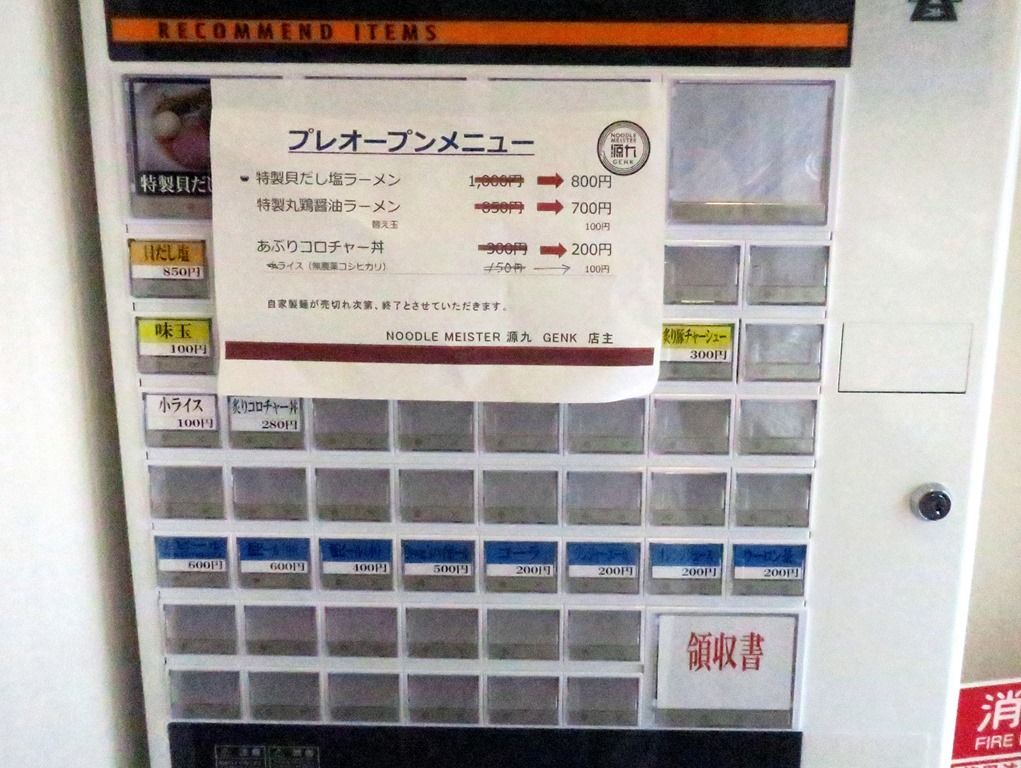 RECOMMEND ITEMS
プレオープンメニュー
NOODLE MEISTER 源九 GENK
特製貝だし塩ラーメン 1,000円 800円
特製丸鶏醤油ラーメン 850円 700円
替え玉 100円
あぶりコロチャー丼 300円 200円
ライス（無農薬コシヒカリ） 150円 100円
自家製麺が売切れ次第、終了とさせていただきます。
NOODLE MEISTER 源九 GENK 店主
特製貝だし
貝だし塩
850円
味玉
100円
炙り豚チャーシュー
300円
小ライス
100円
炙りコロチャー丼
280円
600円
600円
400円
500円
コーラ
200円
200円
200円
ウーロン茶
200円
領収書
消
FIRE